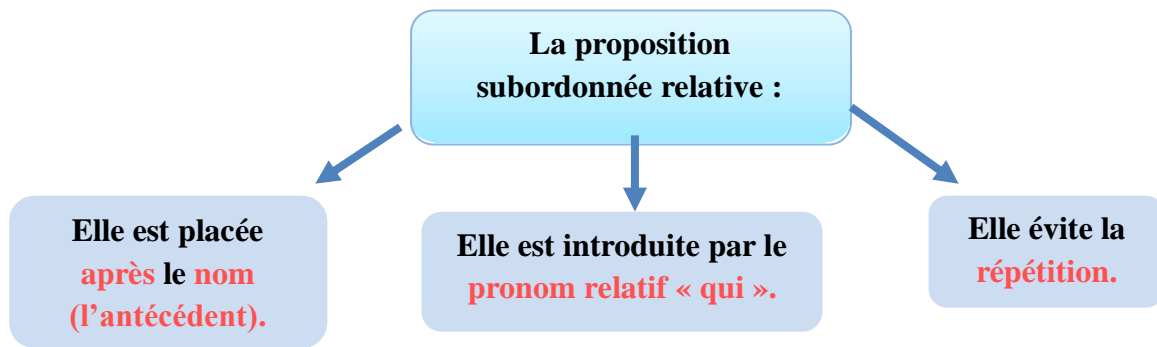 La proposition
subordonnée relative :
Elle est placée
après le nom
(l’antécédent).
Elle est introduite par le
pronom relatif « qui ».
Elle évite la
répétition.